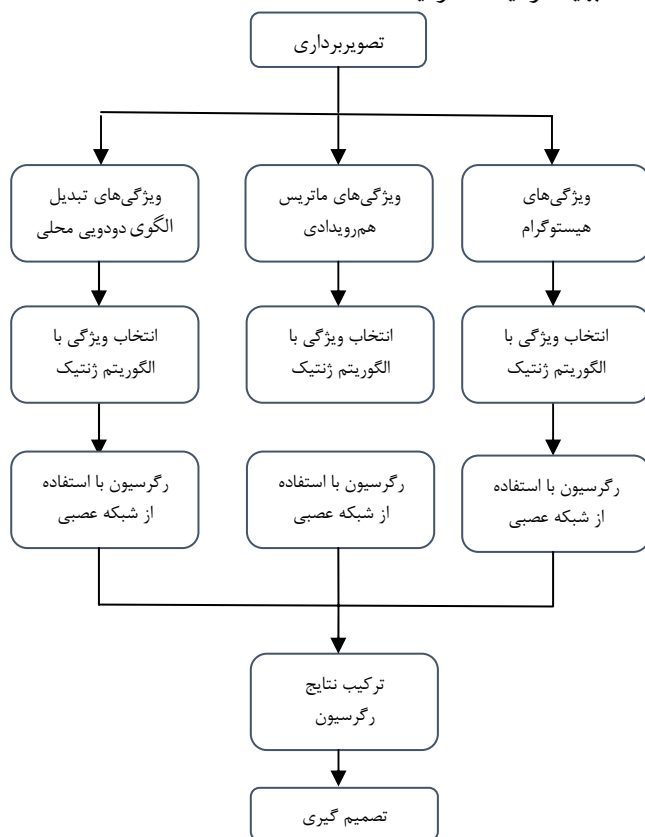 تصویربرداری
ویژگی‌های
هیستوگرام
ویژگی‌های ماتریس
هم‌رویدادی
ویژگی‌های تبدیل
الگوی دودویی محلی
انتخاب ویژگی با
الگوریتم ژنتیک
انتخاب ویژگی با
الگوریتم ژنتیک
انتخاب ویژگی با
الگوریتم ژنتیک
رگرسیون با استفاده
از شبکه عصبی
رگرسیون با استفاده
از شبکه عصبی
رگرسیون با استفاده
از شبکه عصبی
ترکیب نتایج
رگرسیون
تصمیم گیری